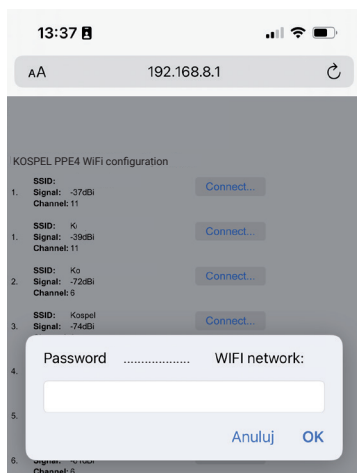 13:37
AA 192.168.8.1
KOSPEL PPE4 WiFi configuration
SSID:
1. Signal: -37dBi Connect...
Channel: 11
SSID: K
1. Signal: -39dBi Connect...
Channel: 11
SSID: Ko
2. Signal: -72dBi Connect...
Channel: 6
SSID: Kospel
3. Signal: -74dBi Connect...
4.
Password ................... WIFI network:
5.
Anuluj OK
6. Signal:
Channel: 6